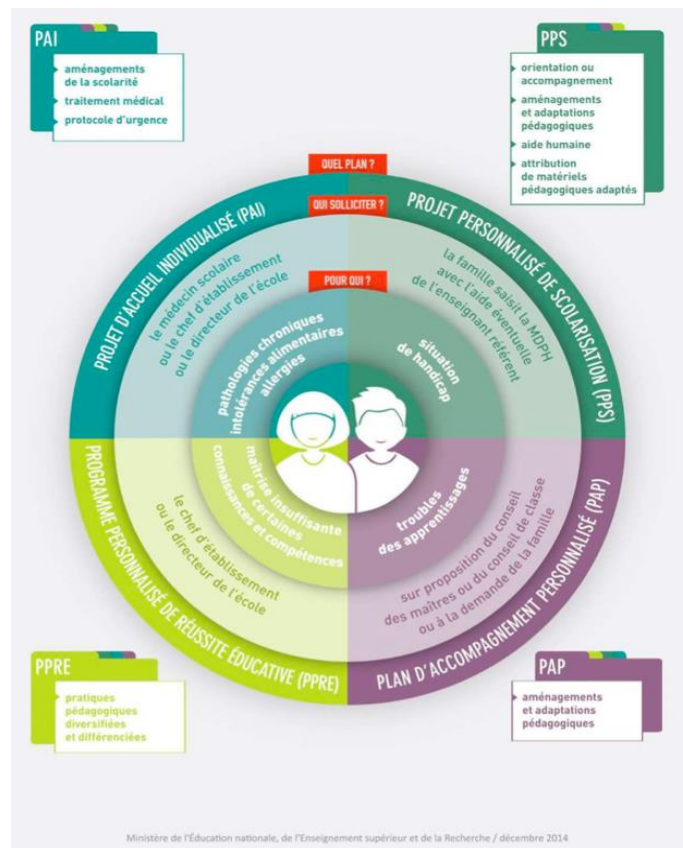 PAI
aménagements
de la scolarité
traitement médical
protocole d'urgence
PPS
orientation ou
accompagnement
aménagements
et adaptations
pédagogiques
aide humaine
attribution
de matériels
pédagogiques adaptés
QUEL PLAN ?
QUI SOLLICITER ?
POUR QUI ?
PROJET D'ACCUEIL INDIVIDUALISÉ (PAI)
le médecin scolaire
ou le chef d'établissement
ou le directeur de l'école
pathologies chroniques
intolérances alimentaires
allergies
PROJET PERSONNALISÉ DE SCOLARISATION (PPS)
la famille saisit la MDPH
avec l'aide éventuelle
de l'enseignant référent
situation
de handicap
PROGRAMME PERSONNALISÉ DE RÉUSSITE ÉDUCATIVE (PPRE)
le chef d'établissement
ou le directeur de l'école
maîtrise insuffisante
de certaines
connaissances et compétences
PLAN D'ACCOMPAGNEMENT PERSONNALISÉ (PAP)
sur proposition du conseil
des maîtres ou du conseil de classe
ou à la demande de la famille
troubles
des apprentissages
PPRE
pratiques
pédagogiques
diversifiées
et différenciées
PAP
aménagements
et adaptations
pédagogiques
Ministère de l'Éducation nationale, de l'Enseignement supérieur et de la Recherche / décembre 2014